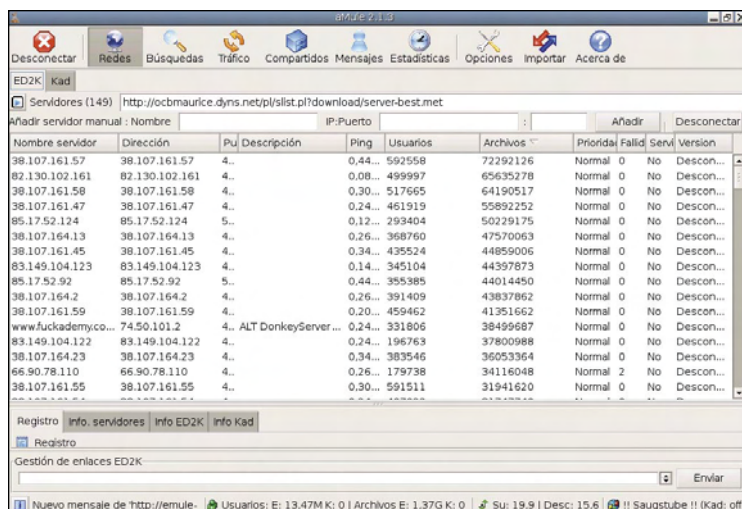 aMule 2.1.3
Desconectar Redes Búsquedas Tráfico Compartidos Mensajes Estadísticas Opciones Importar Acerca de
ED2K Kad
Servidores (149) http://ocbmaurice.dyns.net/pl/slist.pl?download/server-best.met
Añadir servidor manual : Nombre IP:Puerto : Añadir Desconectar
Nombre servidor Dirección Pu Descripción Ping Usuarios Archivos Priorida Fallid Servi Version
38.107.161.57 38.107.161.57 4.. 0,44... 592558 72292126 Normal 0 No Descon...
82.130.102.161 82.130.102.161 4.. 0,08... 499997 65635278 Normal 0 No Descon...
38.107.161.58 38.107.161.58 4.. 0,30... 517665 64190517 Normal 0 No Descon...
38.107.161.47 38.107.161.47 4.. 0,24... 461919 55892252 Normal 0 No Descon...
85.17.52.124 85.17.52.124 5.. 0,12... 293404 50229175 Normal 0 No Descon...
38.107.164.13 38.107.164.13 4.. 0,26... 368760 47570063 Normal 0 No Descon...
38.107.161.45 38.107.161.45 4.. 0,34... 435524 44859006 Normal 0 No Descon...
83.149.104.123 83.149.104.123 4.. 0,14... 345104 44397873 Normal 0 No Descon...
85.17.52.92 85.17.52.92 5.. 0,44... 355385 44014450 Normal 0 No Descon...
38.107.164.2 38.107.164.2 4.. 0,26... 391409 43837862 Normal 0 No Descon...
38.107.161.59 38.107.161.59 4.. 0,20... 459462 41351662 Normal 0 No Descon...
www.fuckademy.co... 74.50.101.2 4.. ALT DonkeyServer ... 0,24... 331806 38499687 Normal 0 No Descon...
83.149.104.122 83.149.104.122 4.. 0,24... 196763 37800988 Normal 0 No Descon...
38.107.164.23 38.107.164.23 4.. 0,34... 383546 36053364 Normal 0 No Descon...
66.90.78.110 66.90.78.110 4.. 0,26... 179738 34116048 Normal 2 No Descon...
38.107.161.55 38.107.161.55 4.. 0,30... 591511 31941620 Normal 0 No Descon...
Registro Info. servidores Info ED2K Info Kad
Registro
Gestión de enlaces ED2K
Enviar
Nuevo mensaje de 'http://emule- Usuarios: E: 13.47M K: 0 | Archivos E: 1.37G K: 0 Su: 19.9 | Desc: 15.6 !! Saugstube !! (Kad: off